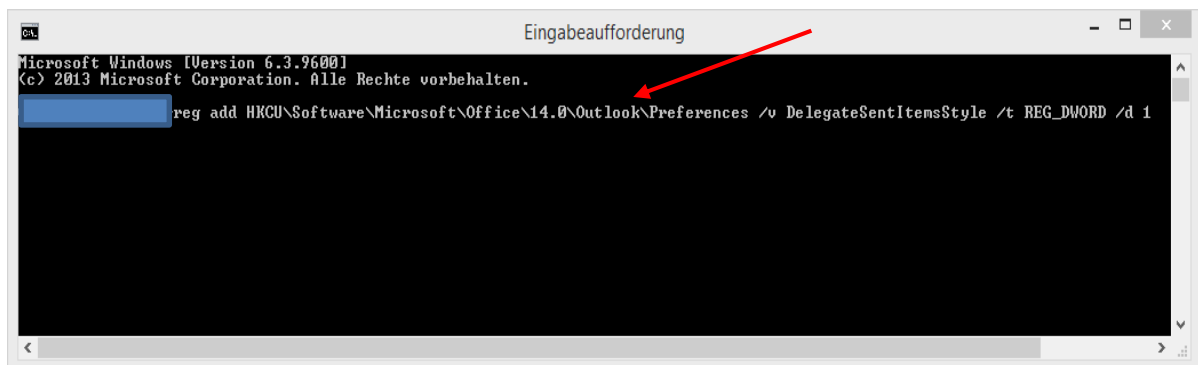 Eingabeaufforderung
Microsoft Windows [Version 6.3.9600]
(c) 2013 Microsoft Corporation. Alle Rechte vorbehalten.
reg add HKCU\Software\Microsoft\Office\14.0\Outlook\Preferences /v DelegateSentItemsStyle /t REG_DWORD /d 1